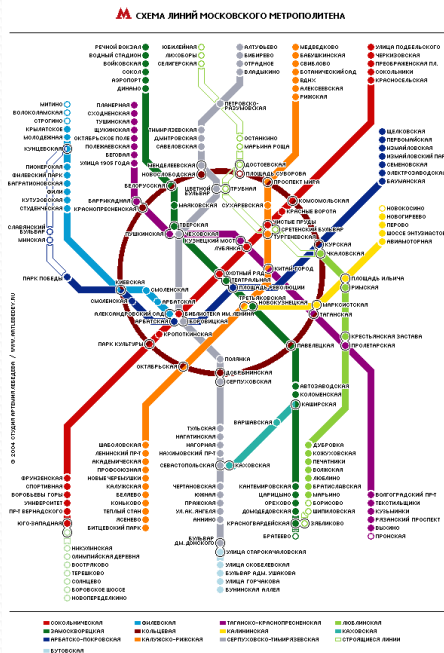 СХЕМА ЛИНИЙ МОСКОВСКОГО МЕТРОПОЛИТЕНА
РЕЧНОЙ ВОКЗАЛ
ВОДНЫЙ СТАДИОН
ВОЙКОВСКАЯ
СОКОЛ
АЭРОПОРТ
ДИНАМО
ЮБИЛЕЙНАЯ
ЛИХОБОРЫ
СЕЛИГЕРСКАЯ
АЛТУФЬЕВО
БИБИРЕВО
ОТРАДНОЕ
ВЛАДЫКИНО
МЕДВЕДКОВО
БАБУШКИНСКАЯ
СВИБЛОВО
БОТАНИЧЕСКИЙ САД
ВДНХ
АЛЕКСЕЕВСКАЯ
РИЖСКАЯ
УЛИЦА ПОДБЕЛЬСКОГО
ЧЕРКИЗОВСКАЯ
ПРЕОБРАЖЕНСКАЯ ПЛ.
СОКОЛЬНИКИ
КРАСНОСЕЛЬСКАЯ
ПЕТРОВСКО-
РАЗУМОВСКАЯ
МИТИНО
ВОЛОКОЛАМСКАЯ
СТРОГИНО
КРЫЛАТСКОЕ
МОЛОДЕЖНАЯ
КУНЦЕВСКАЯ
ПИОНЕРСКАЯ
ФИЛЕВСКИЙ ПАРК
БАГРАТИОНОВСКАЯ
ФИЛИ
КУТУЗОВСКАЯ
СТУДЕНЧЕСКАЯ
ПЛАНЕРНАЯ
СХОДНЕНСКАЯ
ТУШИНСКАЯ
ЩУКИНСКАЯ
ОКТЯБРЬСКОЕ ПОЛЕ
ПОЛЕЖАЕВСКАЯ
БЕГОВАЯ
УЛИЦА 1905 ГОДА
ТИМИРЯЗЕВСКАЯ
ДМИТРОВСКАЯ
САВЕЛОВСКАЯ
ОСТАНКИНО
МАРЬИНА РОЩА
МЕНДЕЛЕЕВСКАЯ
НОВОСЛОБОДСКАЯ
ДОСТОЕВСКАЯ
ПЛОЩАДЬ СУВОРОВА
ЩЕЛКОВСКАЯ
ПЕРВОМАЙСКАЯ
ИЗМАЙЛОВСКАЯ
ИЗМАЙЛОВСКИЙ ПАРК
СЕМЕНОВСКАЯ
ЭЛЕКТРОЗАВОДСКАЯ
БАУМАНСКАЯ
БЕЛОРУССКАЯ
ЦВЕТНОЙ
БУЛЬВАР
ТРУБНАЯ
ПРОСПЕКТ МИРА
БАРРИКАДНАЯ
КРАСНОПРЕСНЕНСКАЯ
МАЯКОВСКАЯ
СУХАРЕВСКАЯ
КОМСОМОЛЬСКАЯ
КРАСНЫЕ ВОРОТА
НОВОКОСИНО
НОВОГИРЕЕВО
ПЕРОВО
ШОССЕ ЭНТУЗИАСТОВ
АВИАМОТОРНАЯ
СЛАВЯНСКИЙ
БУЛЬВАР
МИНСКАЯ
ТВЕРСКАЯ
ПУШКИНСКАЯ
ЧЕХОВСКАЯ
КУЗНЕЦКИЙ МОСТ
ЛУБЯНКА
ЧИСТЫЕ ПРУДЫ
СРЕТЕНСКИЙ БУЛЬВАР
ТУРГЕНЕВСКАЯ
КУРСКАЯ
ЧКАЛОВСКАЯ
ПАРК ПОБЕДЫ
КИЕВСКАЯ
ОХОТНЫЙ РЯД
ТЕАТРАЛЬНАЯ
ПЛОЩАДЬ РЕВОЛЮЦИИ
КИТАЙ-ГОРОД
ПЛОЩАДЬ ИЛЬИЧА
РИМСКАЯ
СМОЛЕНСКАЯ
СМОЛЕНСКАЯ
АРБАТСКАЯ
АЛЕКСАНДРОВСКИЙ САД
АРБАТСКАЯ
БИБЛИОТЕКА ИМ. ЛЕНИНА
БОРОВИЦКАЯ
ТРЕТЬЯКОВСКАЯ
НОВОКУЗНЕЦКАЯ
МАРКСИСТСКАЯ
ТАГАНСКАЯ
КРОПОТКИНСКАЯ
ПАРК КУЛЬТУРЫ
ПАВЕЛЕЦКАЯ
КРЕСТЬЯНСКАЯ ЗАСТАВА
ПРОЛЕТАРСКАЯ
ОКТЯБРЬСКАЯ
ПОЛЯНКА
ДОБРЫНИНСКАЯ
СЕРПУХОВСКАЯ
АВТОЗАВОДСКАЯ
КОЛОМЕНСКАЯ
КАШИРСКАЯ
ВАРШАВСКАЯ
КАХОВСКАЯ
ТУЛЬСКАЯ
НАГАТИНСКАЯ
НАГОРНАЯ
НАХИМОВСКИЙ ПР-Т
СЕВАСТОПОЛЬСКАЯ
ЧЕРТАНОВСКАЯ
ЮЖНАЯ
ПРАЖСКАЯ
УЛ. АК. ЯНГЕЛЯ
АННИНО
БУЛЬВАР
ДМ. ДОНСКОГО
УЛИЦА СТАРОКАЧАЛОВСКАЯ
УЛИЦА СКОБЕЛЕВСКАЯ
БУЛЬВАР АДМ. УШАКОВА
УЛИЦА ГОРЧАКОВА
БУНИНСКАЯ АЛЛЕЯ
ШАБОЛОВСКАЯ
ЛЕНИНСКИЙ ПР-Т
АКАДЕМИЧЕСКАЯ
ПРОФСОЮЗНАЯ
НОВЫЕ ЧЕРЕМУШКИ
КАЛУЖСКАЯ
БЕЛЯЕВО
КОНЬКОВО
ТЕПЛЫЙ СТАН
ЯСЕНЕВО
БИТЦЕВСКИЙ ПАРК
ФРУНЗЕНСКАЯ
СПОРТИВНАЯ
ВОРОБЬЕВЫ ГОРЫ
УНИВЕРСИТЕТ
ПР-Т ВЕРНАДСКОГО
ЮГО-ЗАПАДНАЯ
НИКУЛИНСКАЯ
ОЛИМПИЙСКАЯ ДЕРЕВНЯ
ВОСТРЯКОВО
ТЕРЕШКОВО
СОЛНЦЕВО
БОРОВСКОЕ ШОССЕ
НОВОПЕРЕДЕЛКИНО
КАНТЕМИРОВСКАЯ
ЦАРИЦЫНО
ОРЕХОВО
ДОМОДЕДОВСКАЯ
КРАСНОГВАРДЕЙСКАЯ
БРАТЕЕВО
ДУБРОВКА
КОЖУХОВСКАЯ
ПЕЧАТНИКИ
ВОЛЖСКАЯ
ЛЮБЛИНО
БРАТИСЛАВСКАЯ
МАРЬИНО
БОРИСОВО
ШИПИЛОВСКАЯ
ЗЯБЛИКОВО
ВОЛГОГРАДСКИЙ ПР-Т
ТЕКСТИЛЬЩИКИ
КУЗЬМИНКИ
РЯЗАНСКИЙ ПРОСПЕКТ
ВЫХИНО
ПРОНСКАЯ
© 2004 СТУДИЯ АРТЕМИЯ ЛЕБЕДЕВА / WWW.ARTLEBEDEV.RU
СОКОЛЬНИЧЕСКАЯ
ЗАМОСКВОРЕЦКАЯ
АРБАТСКО-ПОКРОВСКАЯ
ФИЛЕВСКАЯ
КОЛЬЦЕВАЯ
КАЛУЖСКО-РИЖСКАЯ
ТАГАНСКО-КРАСНОПРЕСНЕНСКАЯ
КАЛИНИНСКАЯ
СЕРПУХОВСКО-ТИМИРЯЗЕВСКАЯ
ЛЮБЛИНСКАЯ
КАХОВСКАЯ
СТРОЯЩИЕСЯ ЛИНИИ
БУТОВСКАЯ